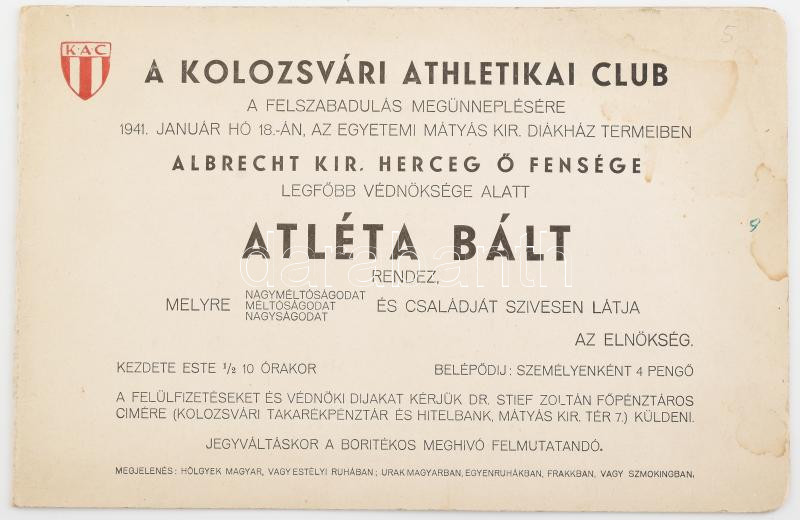 K.A.C
5
A KOLOZSVÁRI ATHLETIKAI CLUB
A FELSZABADULÁS MEGÜNNEPLÉSÉRE
1941. JANUÁR HÓ 18.-ÁN, AZ EGYETEMI MÁTYÁS KIR. DIÁKHÁZ TERMEIBEN
ALBRECHT KIR. HERCEG Ő FENSÉGE
LEGFŐBB VÉDNÖKSÉGE ALATT
ATLÉTA BÁLT
darabanth
RENDEZ,
NAGYMÉLTÓSÁGODAT
MELYRE MÉLTÓSÁGODAT ÉS CSALÁDJÁT SZIVESEN LÁTJA
NAGYSÁGODAT
AZ ELNÖKSÉG.
KEZDETE ESTE 1/2 10 ÓRAKOR BELÉPŐDIJ: SZEMÉLYENKÉNT 4 PENGŐ
A FELÜLFIZETÉSEKET ÉS VÉDNÖKI DIJAKAT KÉRJÜK DR. STIEF ZOLTÁN FŐPÉNZTÁROS
CIMÉRE (KOLOZSVÁRI TAKARÉKPÉNZTÁR ÉS HITELBANK, MÁTYÁS KIR. TÉR 7.) KÜLDENI.
JEGYVÁLTÁSKOR A BORITÉKOS MEGHIVÓ FELMUTATANDÓ.
MEGJELENÉS: HÖLGYEK MAGYAR, VAGY ESTÉLYI RUHÁBAN; URAK MAGYARBAN, EGYENRUHÁKBAN, FRAKKBAN, VAGY SZMOKINGBAN.